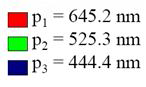 p₁ = 645.2 nm
p₂ = 525.3 nm
p₃ = 444.4 nm